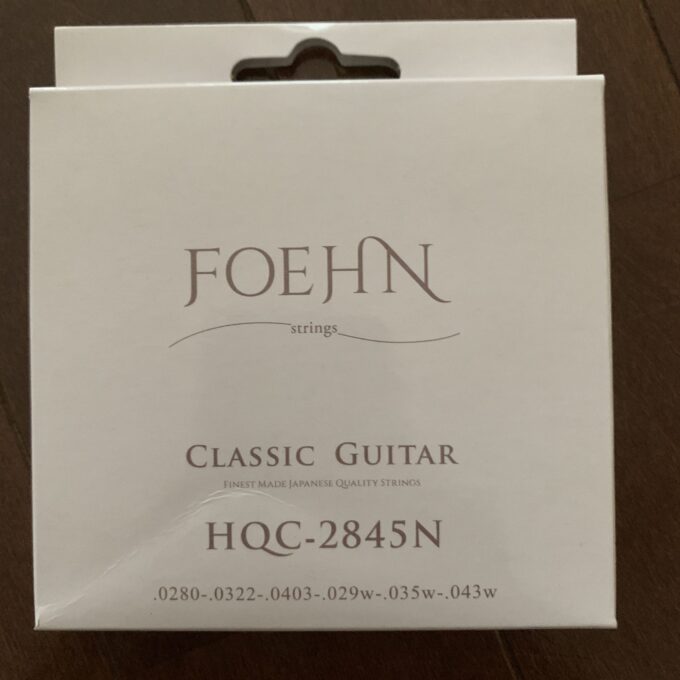 FOEHN
strings
CLASSIC GUITAR
FINEST MADE JAPANESE QUALITY STRINGS
HQC-2845N
.0280-.0322-.0403-.029w-.035w-.043w